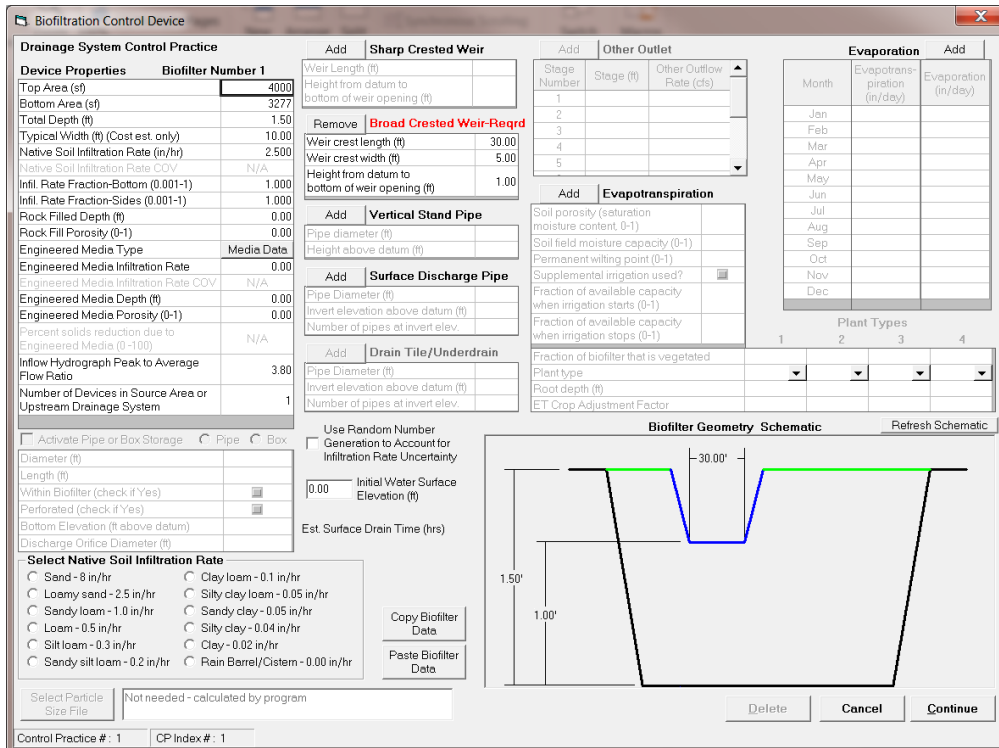 Biofiltration Control Device
Drainage System Control Practice
Device Properties Biofilter Number 1
Top Area (sf) 4000
Bottom Area (sf) 3277
Total Depth (ft) 1.50
Typical Width (ft) (Cost est. only) 10.00
Native Soil Infiltration Rate (in/hr) 2.500
Native Soil Infiltration Rate COV N/A
Infil. Rate Fraction-Bottom (0.001-1) 1.000
Infil. Rate Fraction-Sides (0.001-1) 1.000
Rock Filled Depth (ft) 0.00
Rock Fill Porosity (0-1) 0.00
Engineered Media Type Media Data
Engineered Media Infiltration Rate 0.00
Engineered Media Infiltration Rate COV N/A
Engineered Media Depth (ft) 0.00
Engineered Media Porosity (0-1) 0.00
Percent solids reduction due to
Engineered Media (0 -100) N/A
Inflow Hydrograph Peak to Average
Flow Ratio 3.80
Number of Devices in Source Area or
Upstream Drainage System 1
Activate Pipe or Box Storage Pipe Box
Diameter (ft)
Length (ft)
Within Biofilter (check if Yes)
Perforated (check if Yes)
Bottom Elevation (ft above datum)
Discharge Orifice Diameter (ft)
Select Native Soil Infiltration Rate
Sand - 8 in/hr Clay loam - 0.1 in/hr
Loamy sand - 2.5 in/hr Silty clay loam - 0.05 in/hr
Sandy loam - 1.0 in/hr Sandy clay - 0.05 in/hr
Loam - 0.5 in/hr Silty clay - 0.04 in/hr
Silt loam - 0.3 in/hr Clay - 0.02 in/hr
Sandy silt loam - 0.2 in/hr Rain Barrel/Cistern - 0.00 in/hr
Select Particle
Size File
Not needed - calculated by program
Control Practice # : 1 CP Index # : 1
Add Sharp Crested Weir
Weir Length (ft)
Height from datum to
bottom of weir opening (ft)
Remove Broad Crested Weir-Reqrd
Weir crest length (ft) 30.00
Weir crest width (ft) 5.00
Height from datum to
bottom of weir opening (ft) 1.00
Add Vertical Stand Pipe
Pipe diameter (ft)
Height above datum (ft)
Add Surface Discharge Pipe
Pipe Diameter (ft)
Invert elevation above datum (ft)
Number of pipes at invert elev.
Add Drain Tile/Underdrain
Pipe Diameter (ft)
Invert elevation above datum (ft)
Number of pipes at invert elev.
Use Random Number
Generation to Account for
Infiltration Rate Uncertainty
0.00 Initial Water Surface
Elevation (ft)
Est. Surface Drain Time (hrs)
Copy Biofilter
Data
Paste Biofilter
Data
Add Other Outlet
Stage Number Stage (ft) Other Outflow Rate (cfs)
1
2
3
4
5
Add Evapotranspiration
Soil porosity (saturation
moisture content, 0-1)
Soil field moisture capacity (0-1)
Permanent wilting point (0-1)
Supplemental irrigation used?
Fraction of available capacity
when irrigation starts (0-1)
Fraction of available capacity
when irrigation stops (0-1)
Fraction of biofilter that is vegetated
Plant type
Root depth (ft)
ET Crop Adjustment Factor
Evaporation Add
Month Evapotrans-piration (in/day) Evaporation (in/day)
Jan
Feb
Mar
Apr
May
Jun
Jul
Aug
Sep
Oct
Nov
Dec
Plant Types
1 2 3 4
Biofilter Geometry Schematic Refresh Schematic
30.00'
1.50'
1.00'
Delete Cancel Continue